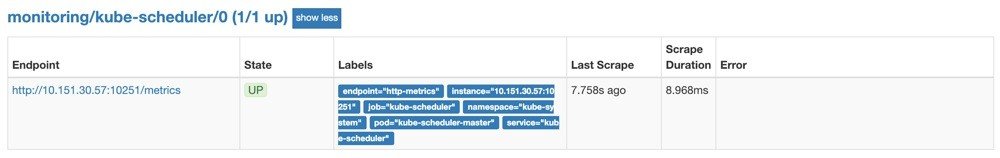 monitoring/kube-scheduler/0 (1/1 up) show less
Endpoint State Labels Last Scrape Scrape Duration Error
http://10.151.30.57:10251/metrics UP endpoint="http-metrics" instance="10.151.30.57:10 7.758s ago 8.968ms
251" job="kube-scheduler" namespace="kube-sy
stem" pod="kube-scheduler-master" service="kub
e-scheduler"